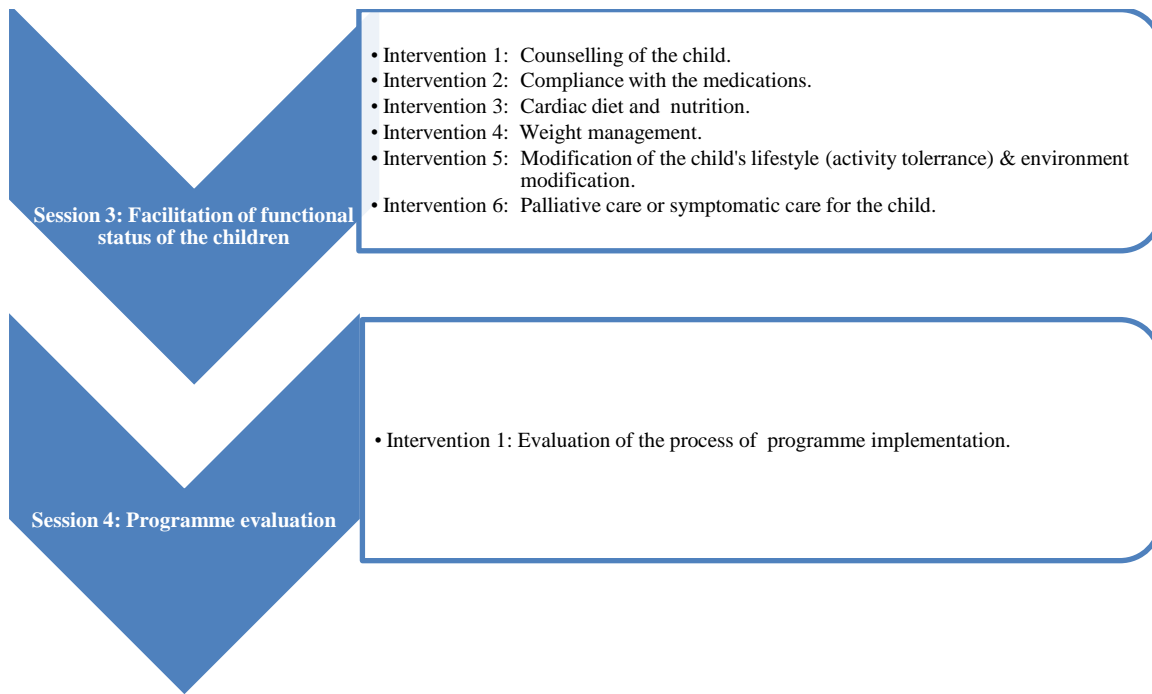 • Intervention 1: Counselling of the child.
• Intervention 2: Compliance with the medications.
• Intervention 3: Cardiac diet and nutrition.
• Intervention 4: Weight management.
• Intervention 5: Modification of the child's lifestyle (activity tolerrance) & environment
modification.
• Intervention 6: Palliative care or symptomatic care for the child.
Session 3: Facilitation of functional
status of the children
• Intervention 1: Evaluation of the process of programme implementation.
Session 4: Programme evaluation